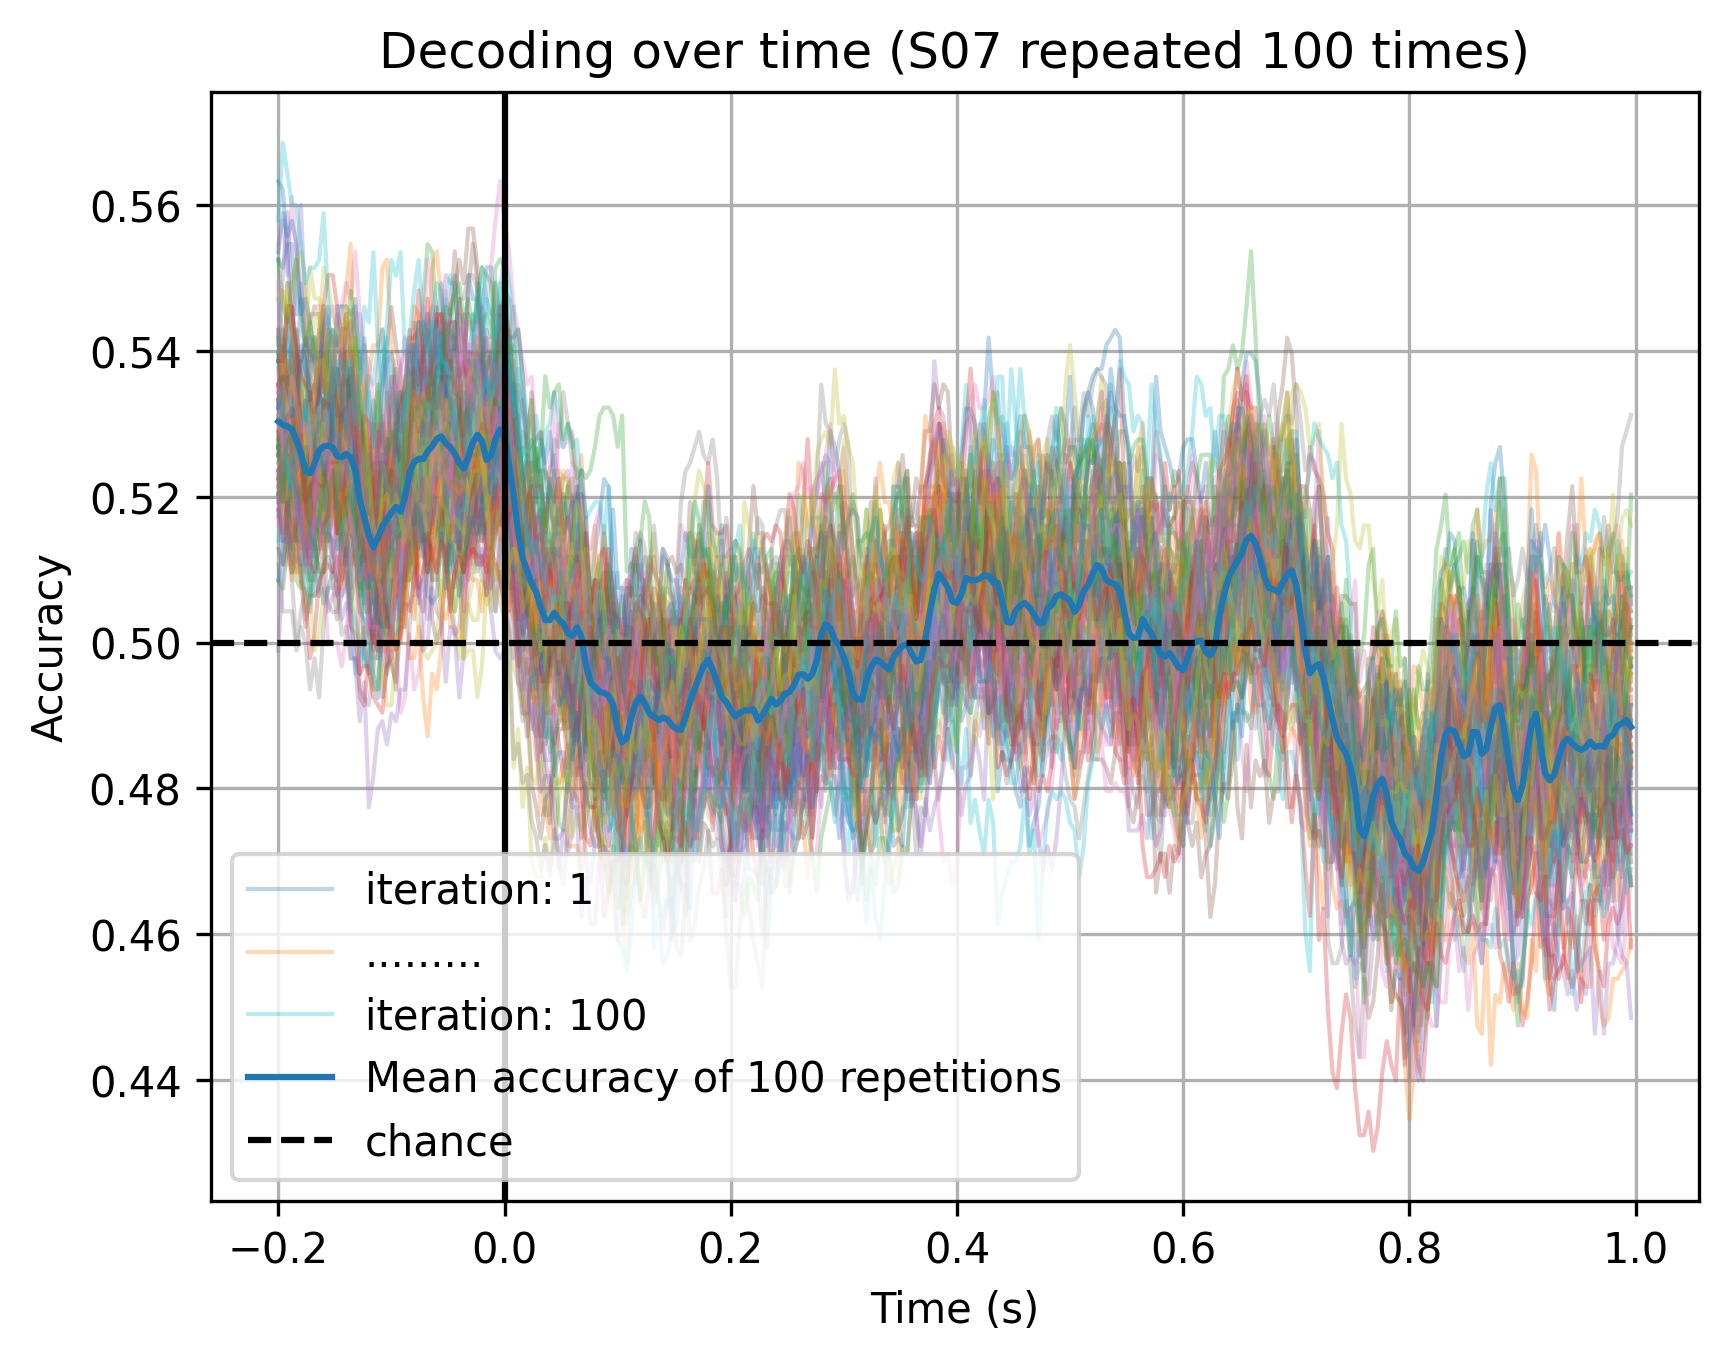 Decoding over time (S07 repeated 100 times)
Accuracy
0.56
0.54
0.52
0.50
0.48
0.46
0.44
iteration: 1
.........
iteration: 100
Mean accuracy of 100 repetitions
chance
−0.2 0.0 0.2 0.4 0.6 0.8 1.0
Time (s)